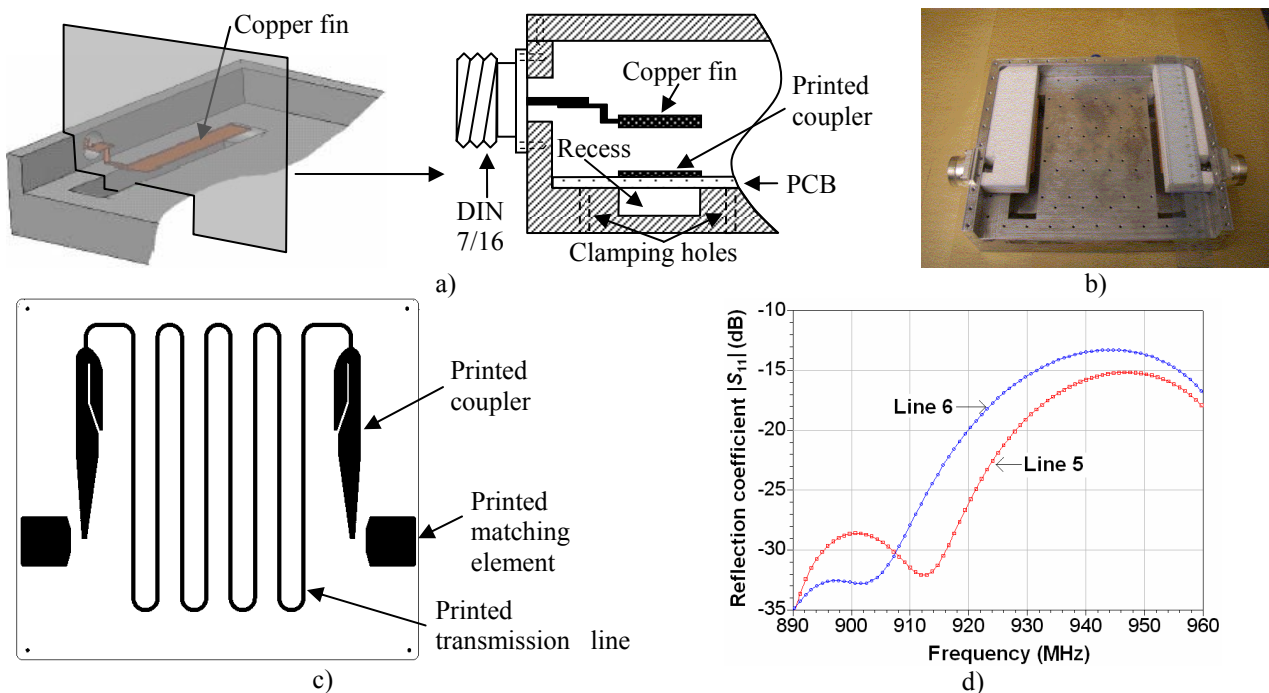 Copper fin
Copper fin
Printed
coupler
Recess
PCB
DIN
7/16
Clamping holes
a)
b)
Printed
coupler
Printed
matching
element
Printed
transmission line
c)
Reflection coefficient |S11| (dB)
-10
-15
-20
-25
-30
-35
Line 6
Line 5
890 900 910 920 930 940 950 960
Frequency (MHz)
d)